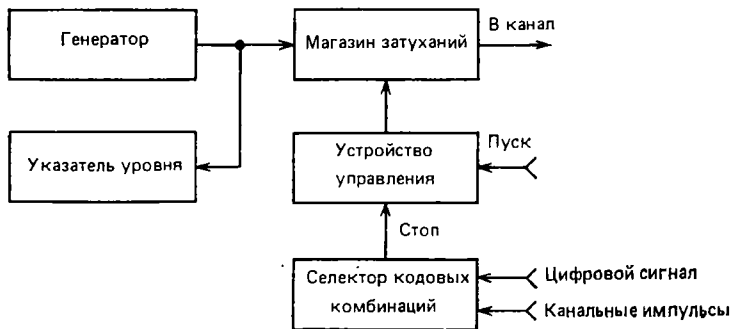 Генератор
Магазин затуханий
В канал
Указатель уровня
Устройство
управления
Пуск
Стоп
Селектор кодовых
комбинаций
Цифровой сигнал
Канальные импульсы